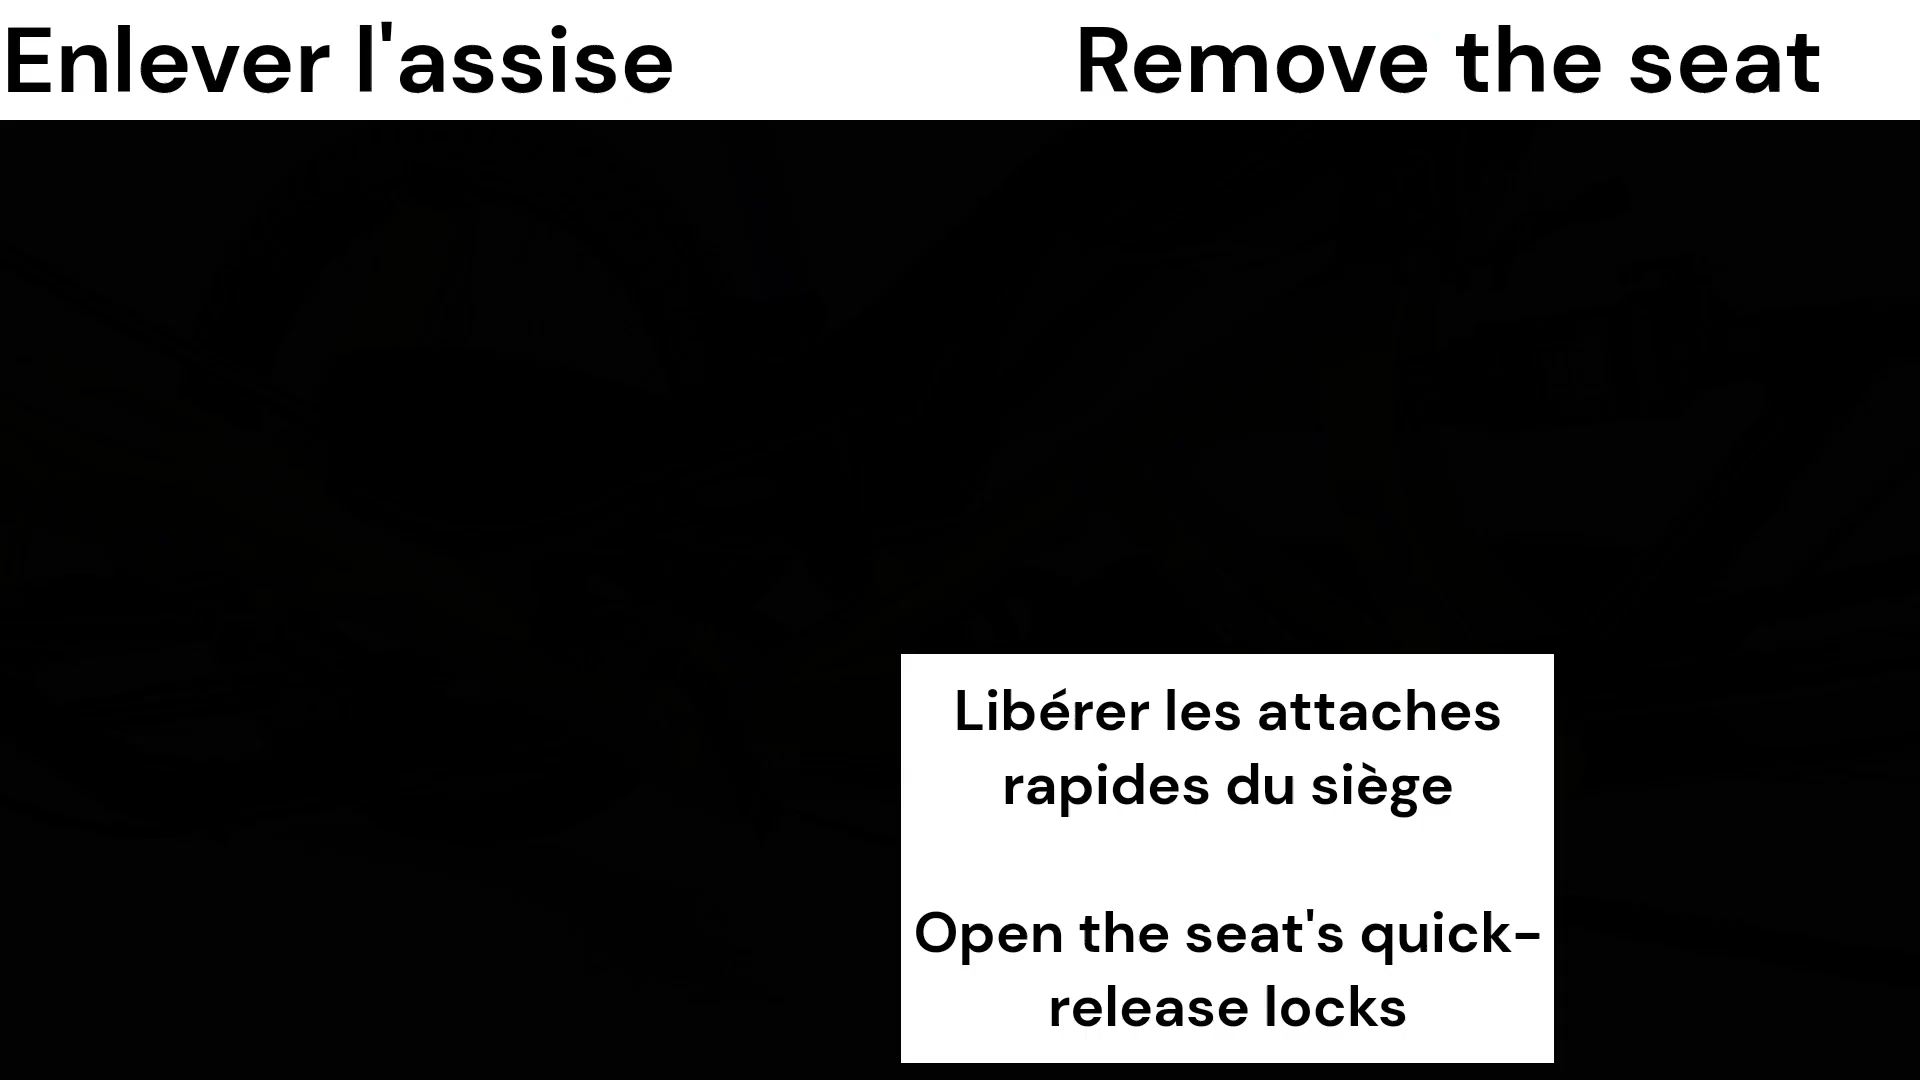 Enlever l'assise
Remove the seat
Libérer les attaches
rapides du siège
Open the seat's quick-
release locks